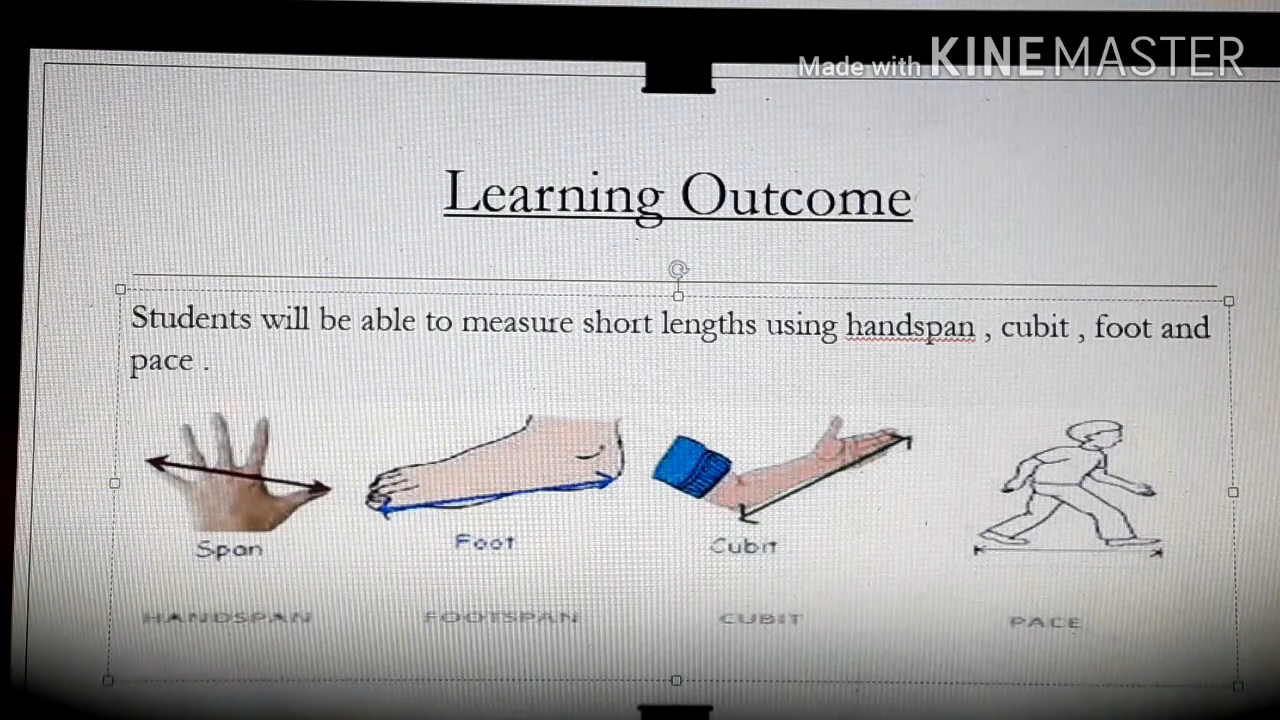 Made with KINEMASTER
Learning Outcome
Students will be able to measure short lengths using handspan , cubit , foot and
pace .
Span
Foot
Cubit
HANDSPAN
FOOTSPAN
CUBIT
PACE